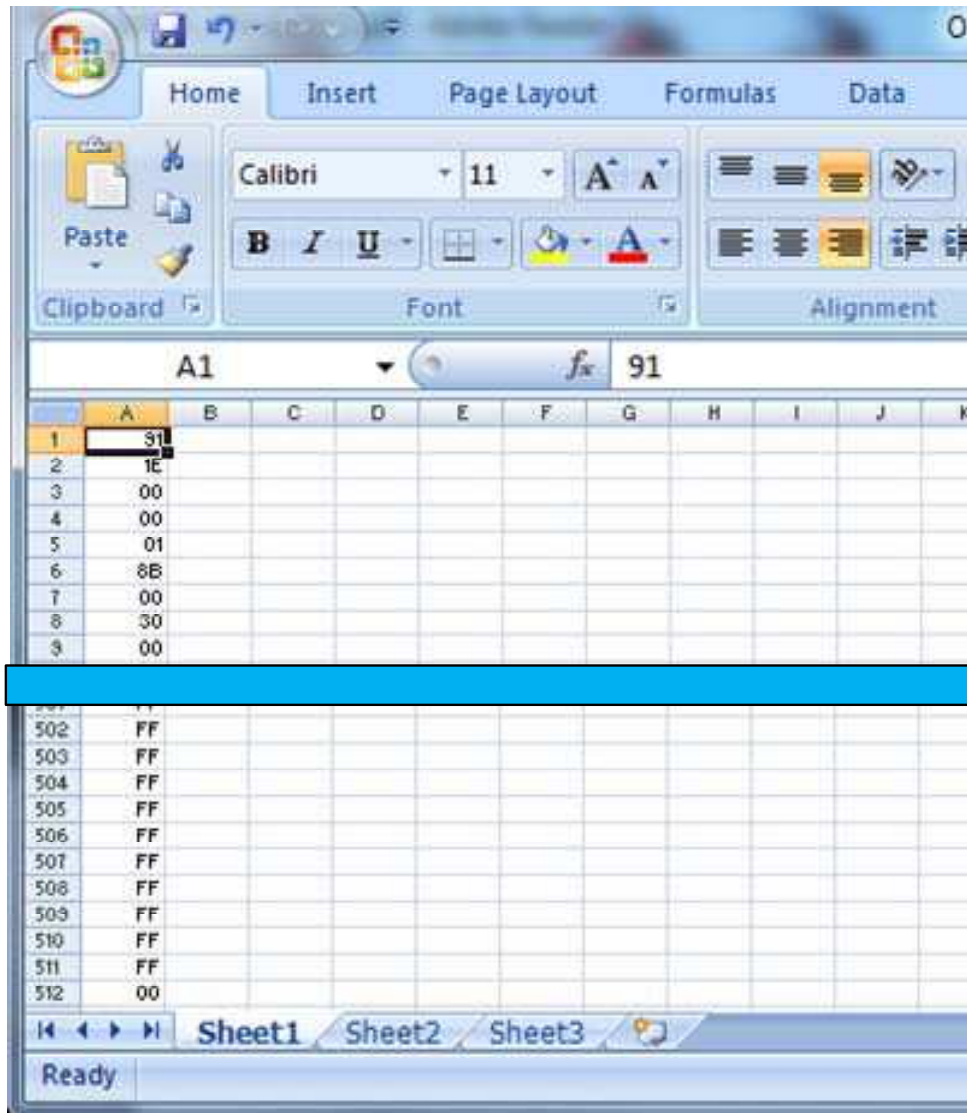 O
Home Insert Page Layout Formulas Data
Calibri 11 A A
Paste B I U A
Clipboard Font Alignment
A1 fx 91
A B C D E F G H I J K
1 91
2 1E
3 00
4 00
5 01
6 8B
7 00
8 30
9 00
502 FF
503 FF
504 FF
505 FF
506 FF
507 FF
508 FF
509 FF
510 FF
511 FF
512 00
Sheet1 Sheet2 Sheet3
Ready